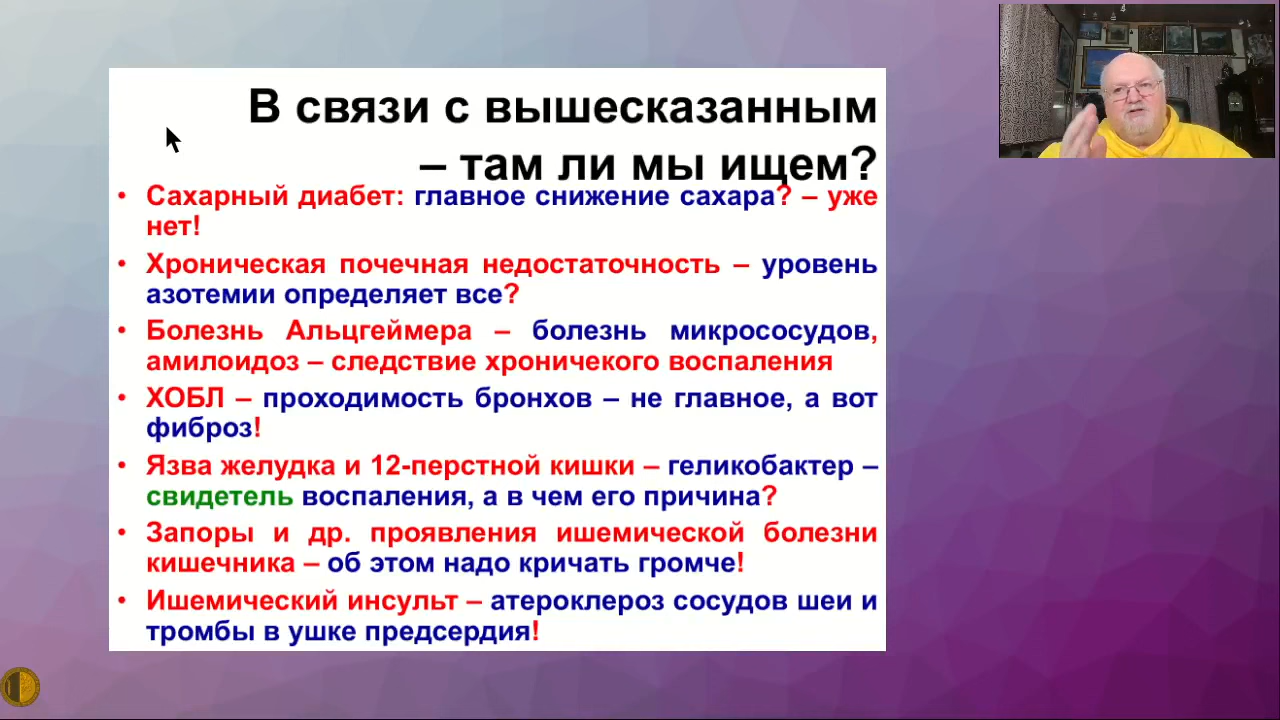 В связи с вышесказанным
– там ли мы ищем?
• Сахарный диабет: главное снижение сахара? – уже
нет!
• Хроническая почечная недостаточность – уровень
азотемии определяет все?
• Болезнь Альцгеймера – болезнь микрососудов,
амилоидоз – следствие хроничекого воспаления
• ХОБЛ – проходимость бронхов – не главное, а вот
фиброз!
• Язва желудка и 12-перстной кишки – геликобактер –
свидетель воспаления, а в чем его причина?
• Запоры и др. проявления ишемической болезни
кишечника – об этом надо кричать громче!
• Ишемический инсульт – атероклероз сосудов шеи и
тромбы в ушке предсердия!